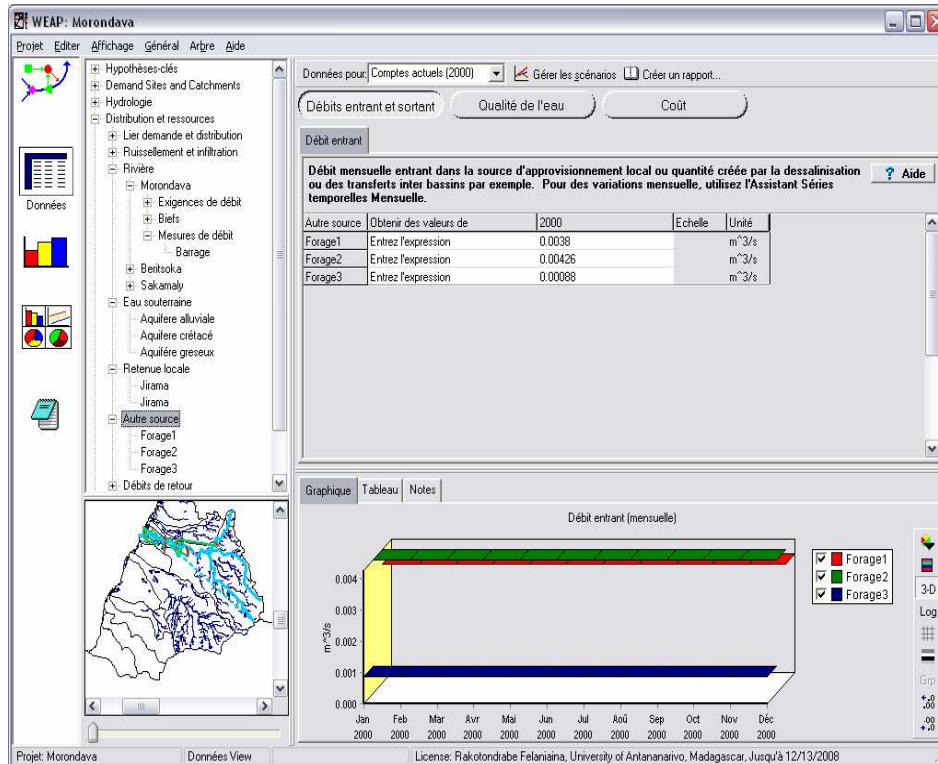 WEAP: Morondava
Projet Editer Affichage Général Arbre Aide
Données
Hypothèses-clés
Demand Sites and Catchments
Hydrologie
Distribution et ressources
Lier demande et distribution
Ruissellement et infiltration
Rivière
Morondava
Exigences de débit
Biefs
Mesures de débit
Barrage
Beritsoka
Sakamaly
Eau souterraine
Aquifere alluviale
Aquifere crétacé
Aquifére greseux
Retenue locale
Jirama
Jirama
Autre source
Forage1
Forage2
Forage3
Débits de retour
Données pour: Comptes actuels (2000) Gérer les scénarios Créer un rapport...
Débits entrant et sortant Qualité de l'eau Coût
Débit entrant
Débit mensuelle entrant dans la source d'approvisionnement local ou quantité créée par la dessalinisation
ou des transferts inter bassins par exemple. Pour des variations mensuelle, utilisez l'Assistant Séries
temporelles Mensuelle.
? Aide
Autre source Obtenir des valeurs de 2000 Echelle Unité
Forage1 Entrez l'expression 0.0038 m^3/s
Forage2 Entrez l'expression 0.00426 m^3/s
Forage3 Entrez l'expression 0.00088 m^3/s
Graphique Tableau Notes
Débit entrant (mensuelle)
m^3/s
0.004
0.003
0.002
0.001
0.000
Jan Feb Mar Avr Mai Jun Jul Aoû Sep Oct Nov Déc
2000 2000 2000 2000 2000 2000 2000 2000 2000 2000 2000 2000
Forage1
Forage2
Forage3
3-D
Log
Grp
Projet: Morondava Données View License: Rakotondrabe Felaniaina, University of Antananarivo, Madagascar, Jusqu'à 12/13/2008